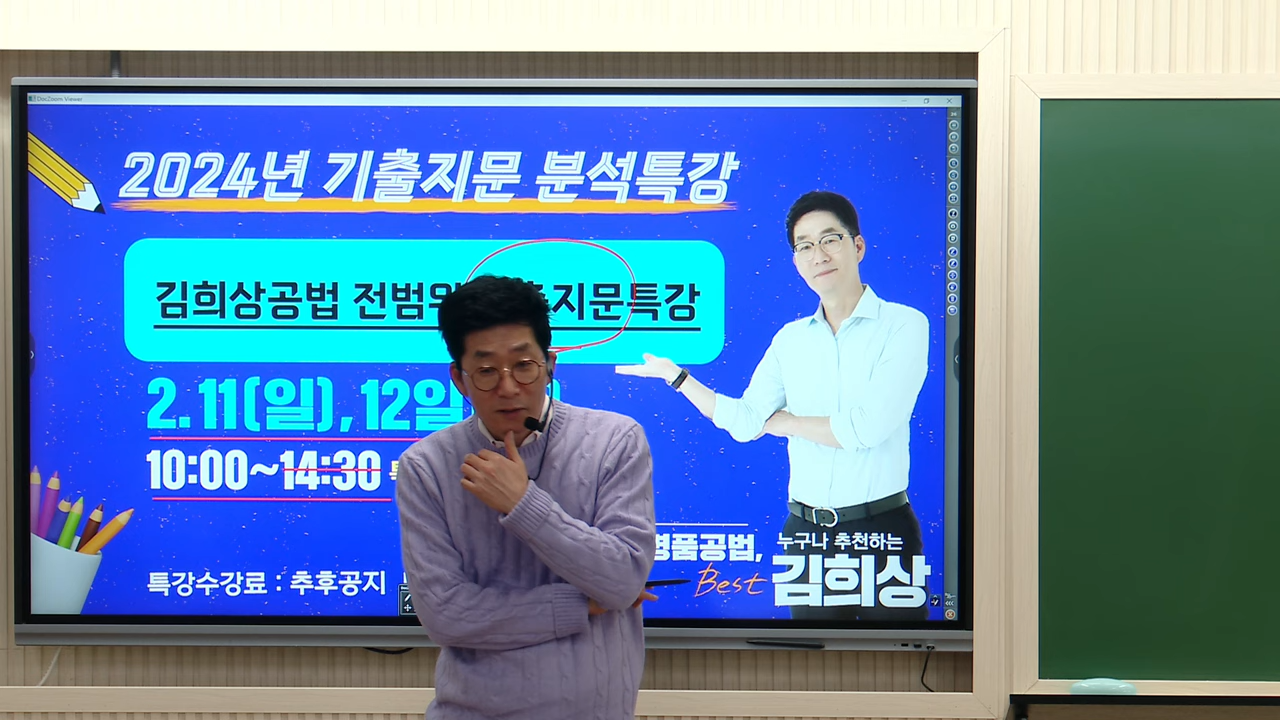 DocZoom Viewer
2024년 기출지문 분석특강
김희상공법 전범위 출지문특강
2.11(일), 12일
10:00~14:30
특강수강료 : 추후공지
명품공법,
누구나 추천하는
Best 김희상